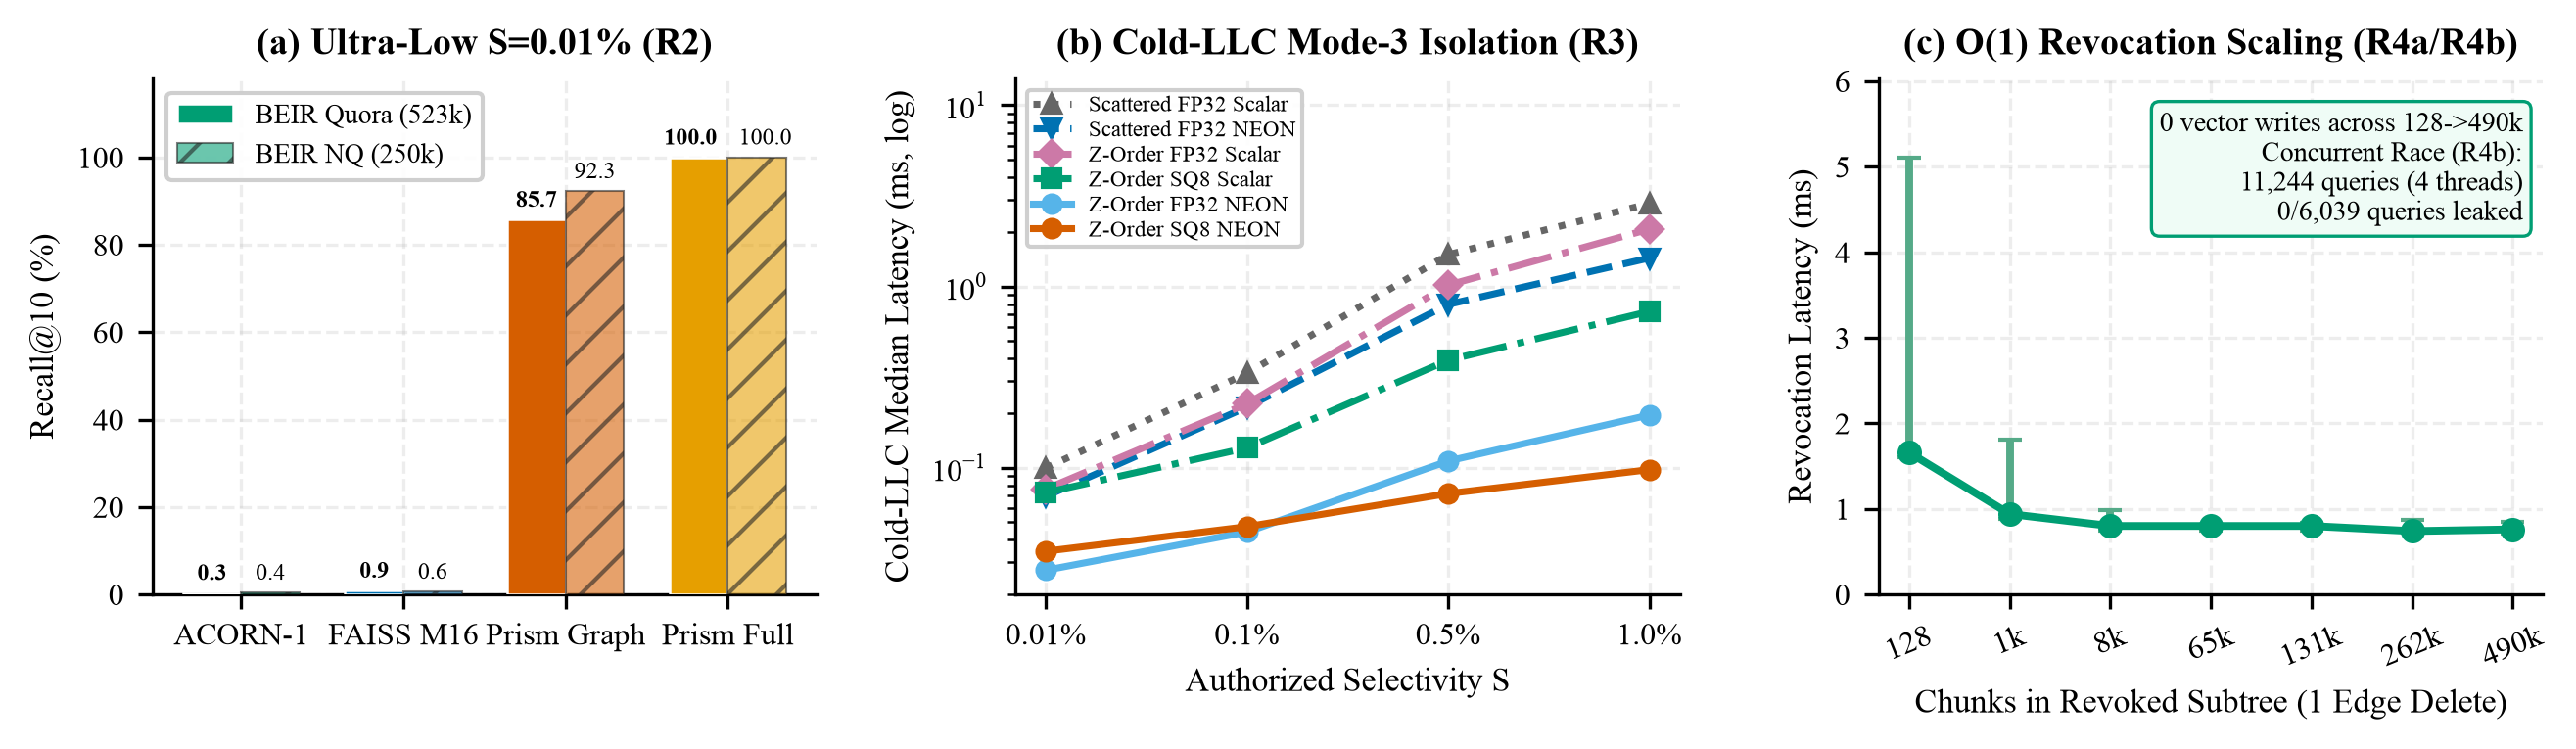 (a) Ultra-Low S=0.01% (R2)
BEIR Quora (523k)
BEIR NQ (250k)
Recall@10 (%)
100
80
60
40
20
0
0.3
0.4
0.9
0.6
85.7
92.3
100.0
100.0
ACORN-1
FAISS M16
Prism Graph
Prism Full
(b) Cold-LLC Mode-3 Isolation (R3)
Scattered FP32 Scalar
Scattered FP32 NEON
Z-Order FP32 Scalar
Z-Order SQ8 Scalar
Z-Order FP32 NEON
Z-Order SQ8 NEON
Cold-LLC Median Latency (ms, log)
10¹
10⁰
10⁻¹
0.01%
0.1%
0.5%
1.0%
Authorized Selectivity S
(c) O(1) Revocation Scaling (R4a/R4b)
0 vector writes across 128->490k
Concurrent Race (R4b):
11,244 queries (4 threads)
0/6,039 queries leaked
Revocation Latency (ms)
6
5
4
3
2
1
0
128
1k
8k
65k
131k
262k
490k
Chunks in Revoked Subtree (1 Edge Delete)